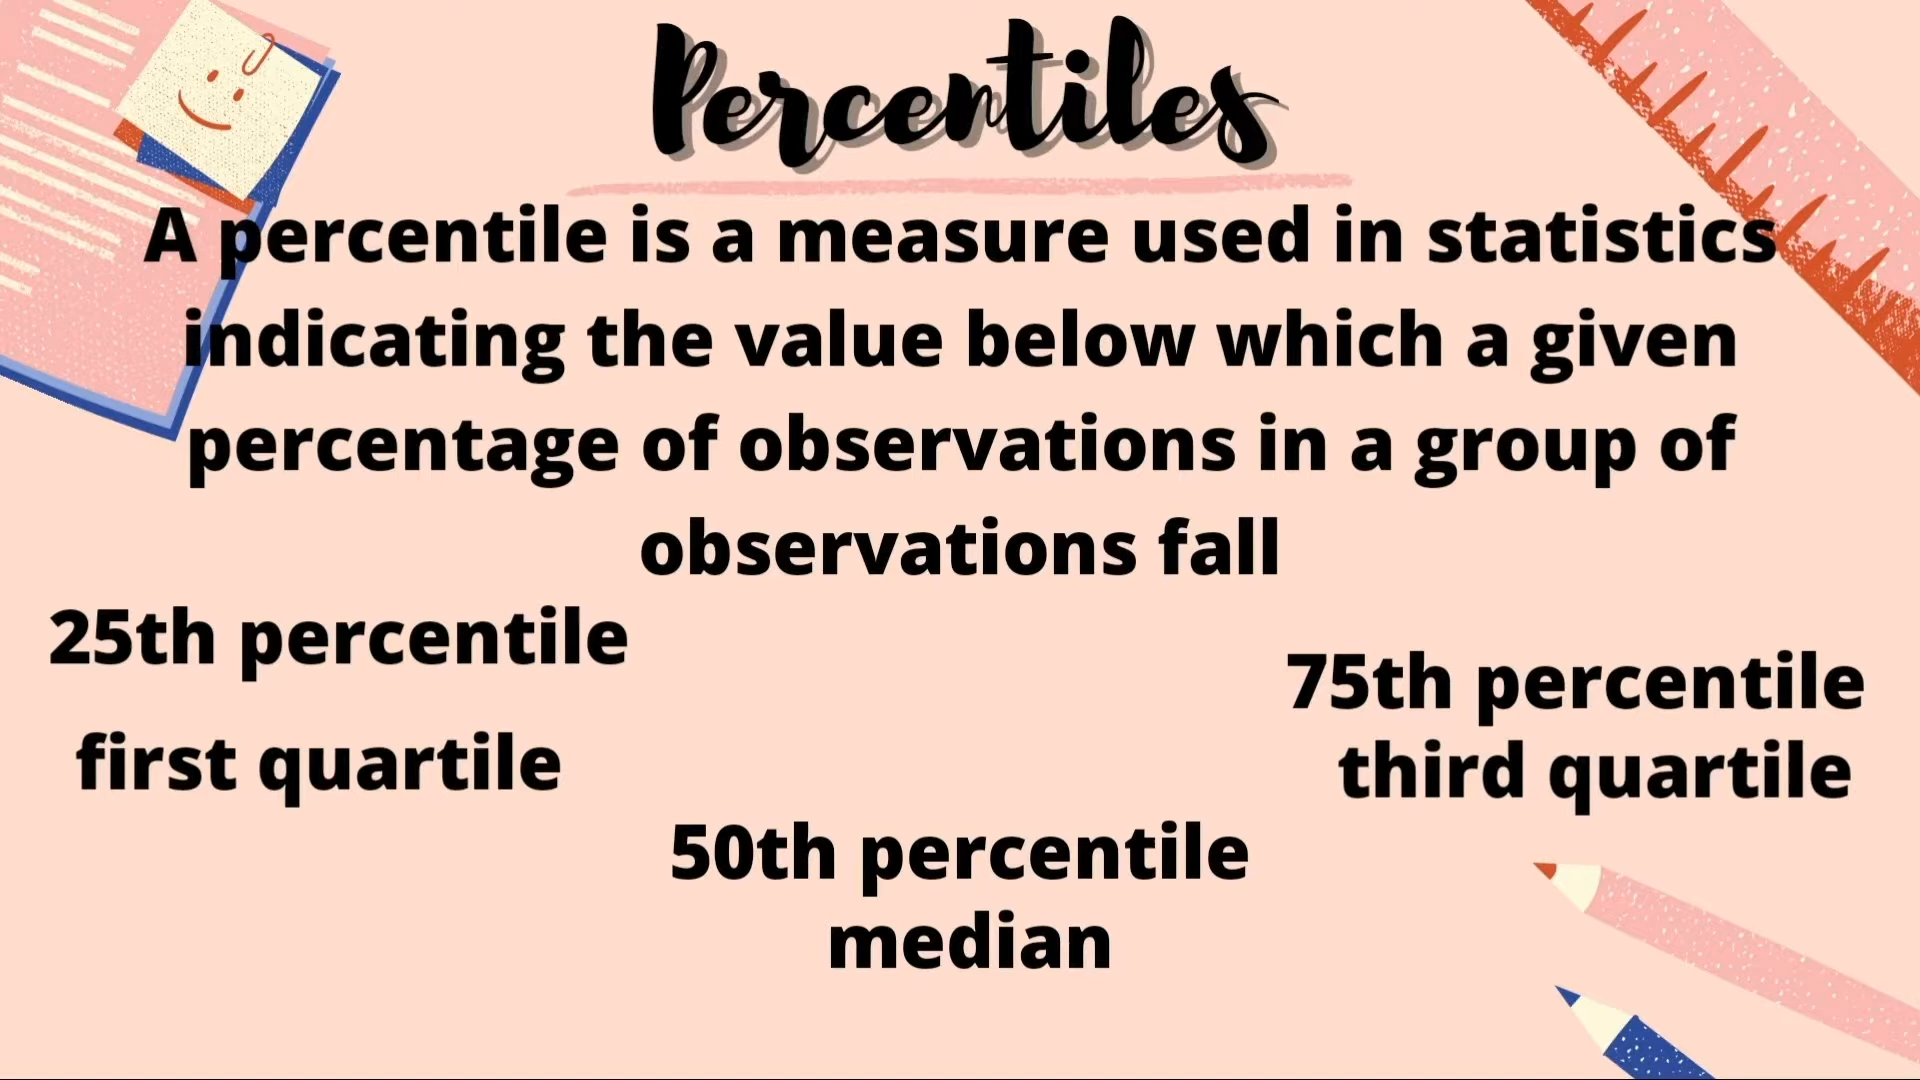 Percentiles
A percentile is a measure used in statistics
indicating the value below which a given
percentage of observations in a group of
observations fall
25th percentile
first quartile
75th percentile
third quartile
50th percentile
median